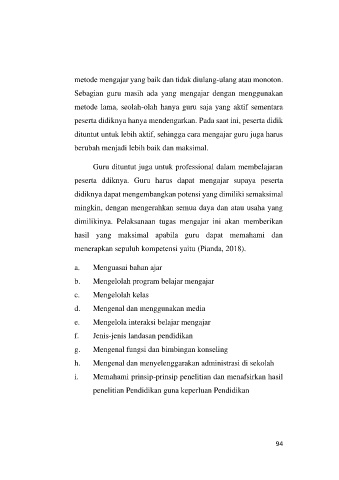 metode mengajar yang baik dan tidak diulang-ulang atau monoton.
Sebagian guru masih ada yang mengajar dengan menggunakan
metode lama, seolah-olah hanya guru saja yang aktif sementara
peserta didiknya hanya mendengarkan. Pada saat ini, peserta didik
dituntut untuk lebih aktif, sehingga cara mengajar guru juga harus
berubah menjadi lebih baik dan maksimal.
Guru dituntut juga untuk professional dalam membelajaran
peserta ddiknya. Guru harus dapat mengajar supaya peserta
didiknya dapat mengembangkan potensi yang dimiliki semaksimal
mingkin, dengan mengerahkan semua daya dan atau usaha yang
dimilikinya. Pelaksanaan tugas mengajar ini akan memberikan
hasil yang maksimal apabila guru dapat memahami dan
menerapkan sepuluh kompetensi yaitu (Pianda, 2018).
a. Menguasai bahan ajar
b. Mengelolah program belajar mengajar
c. Mengelolah kelas
d. Mengenal dan menggunakan media
e. Mengelola interaksi belajar mengajar
f. Jenis-jenis landasan pendidikan
g. Mengenal fungsi dan bimbingan konseling
h. Mengenal dan menyelenggarakan administrasi di sekolah
i. Memahami prinsip-prinsip penelitian dan menafsirkan hasil
penelitian Pendidikan guna keperluan Pendidikan
94